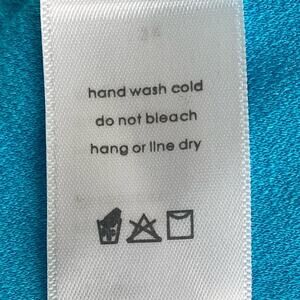 hand wash cold
do not bleach
hang or line dry